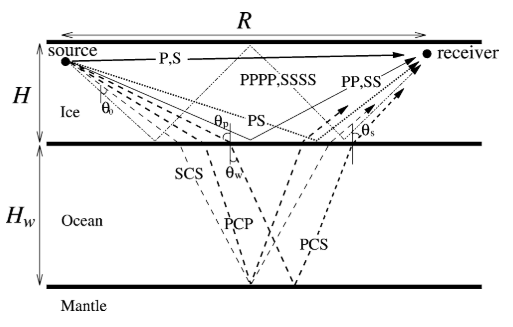 R
source
P,S
receiver
H
Ice
PPPP,SSSS
PP,SS
θ₀
PS
θp
θs
θw
SCS
Hw
Ocean
PCP
PCS
Mantle